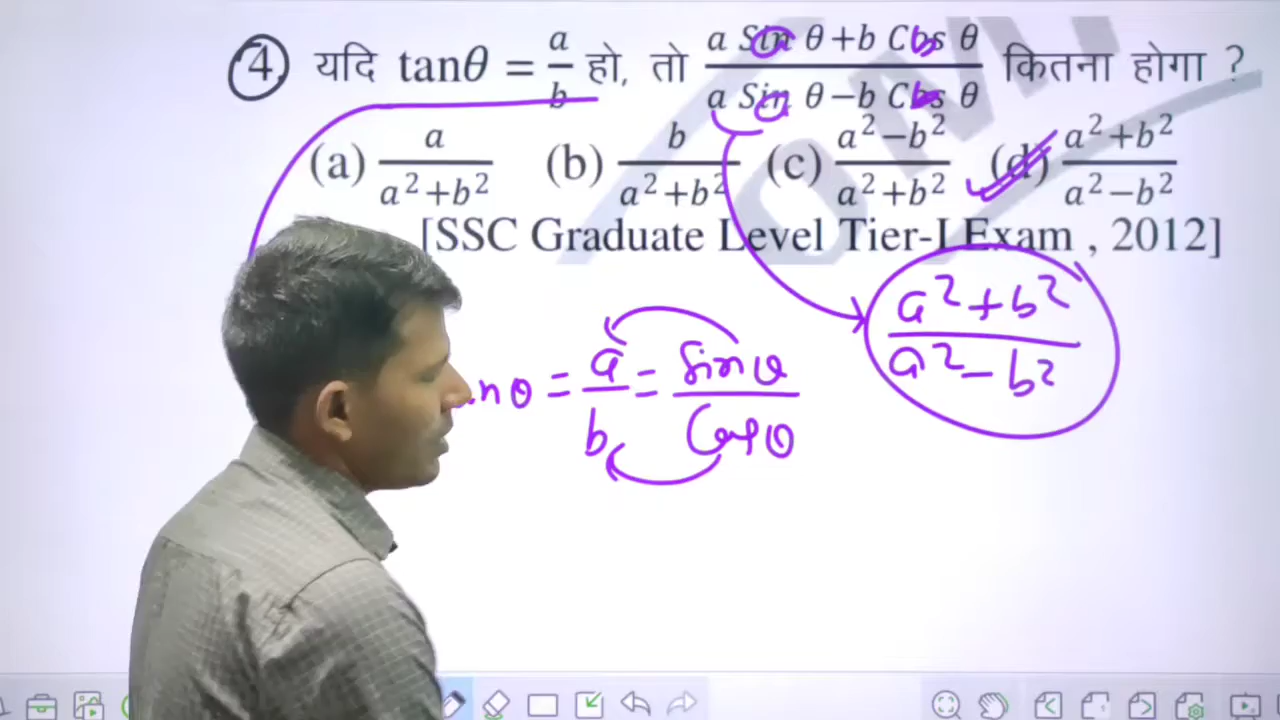 4. यदि tanθ = a/b हो, तो (a Sin θ+b Cos θ)/(a Sin θ−b Cos θ) कितना होगा ?
(a) a/(a²+b²) (b) b/(a²+b²) (c) (a²−b²)/(a²+b²) (d) (a²+b²)/(a²−b²)
[SSC Graduate Level Tier-I Exam , 2012]
(a²+b²)/(a²−b²)
nθ = a/b = sinθ/cosθ
a
b
a
b